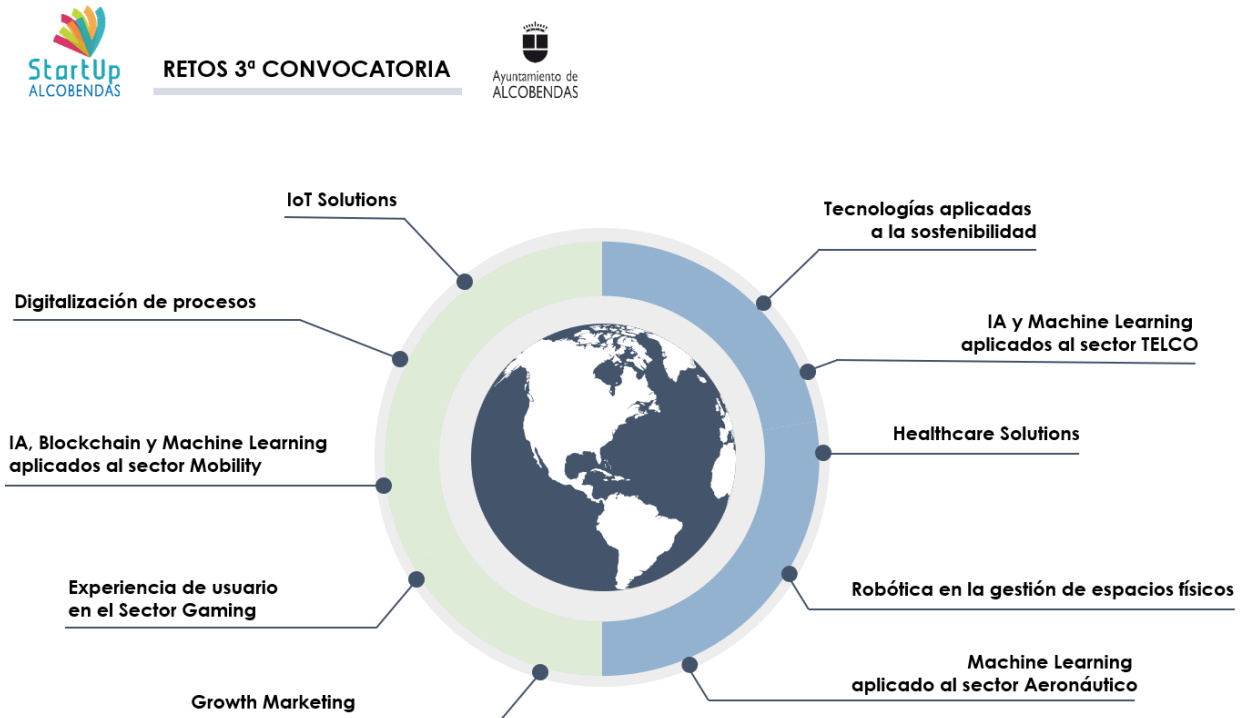 StartUp
ALCOBENDAS
RETOS 3ª CONVOCATORIA
Ayuntamiento de
ALCOBENDAS
IoT Solutions
Digitalización de procesos
IA, Blockchain y Machine Learning
aplicados al sector Mobility
Experiencia de usuario
en el Sector Gaming
Growth Marketing
Tecnologías aplicadas
a la sostenibilidad
IA y Machine Learning
aplicados al sector TELCO
Healthcare Solutions
Robótica en la gestión de espacios físicos
Machine Learning
aplicado al sector Aeronáutico